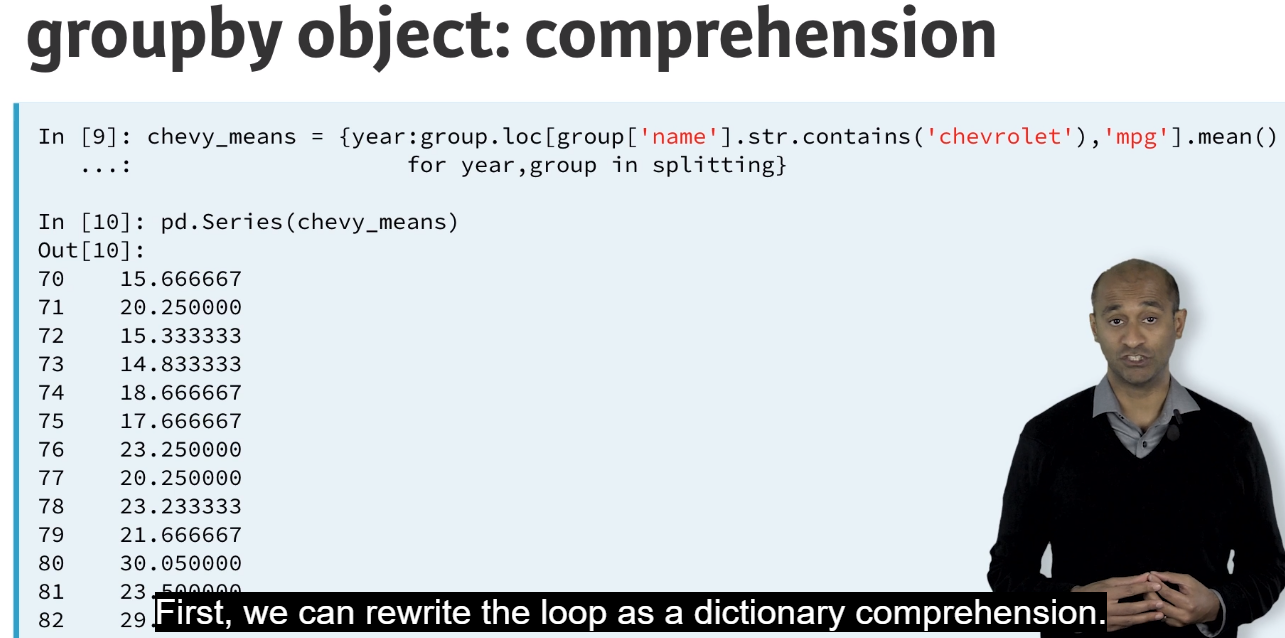 groupby object: comprehension
In [9]: chevy_means = {year:group.loc[group['name'].str.contains('chevrolet'),'mpg'].mean()
...: for year,group in splitting}
In [10]: pd.Series(chevy_means)
Out[10]:
70 15.666667
71 20.250000
72 15.333333
73 14.833333
74 18.666667
75 17.666667
76 23.250000
77 20.250000
78 23.233333
79 21.666667
80 30.050000
81 23.500000
82 29.
First, we can rewrite the loop as a dictionary comprehension.